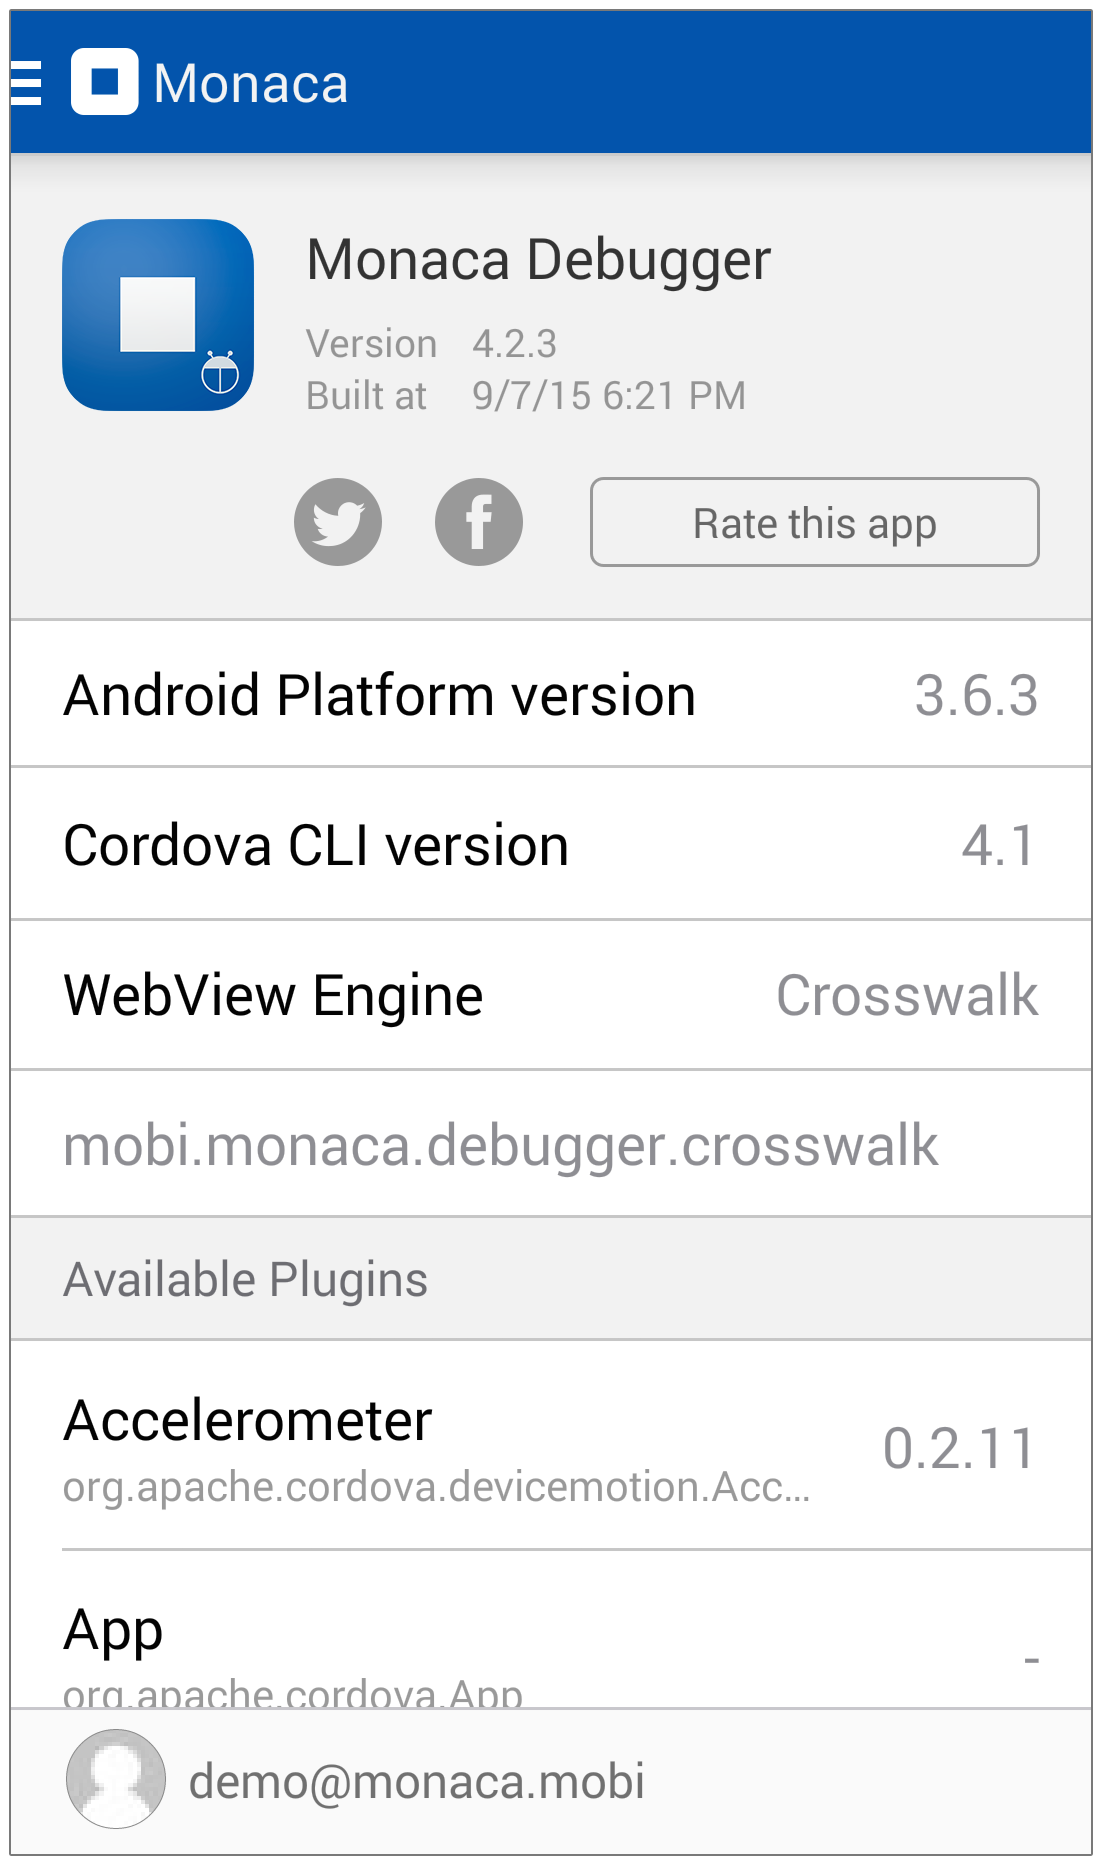 Monaca
Monaca Debugger
Version 4.2.3
Built at 9/7/15 6:21 PM
Rate this app
Android Platform version 3.6.3
Cordova CLI version 4.1
WebView Engine Crosswalk
mobi.monaca.debugger.crosswalk
Available Plugins
Accelerometer
0.2.11
org.apache.cordova.devicemotion.Acc...
App
-
org.apache.cordova.App
demo@monaca.mobi